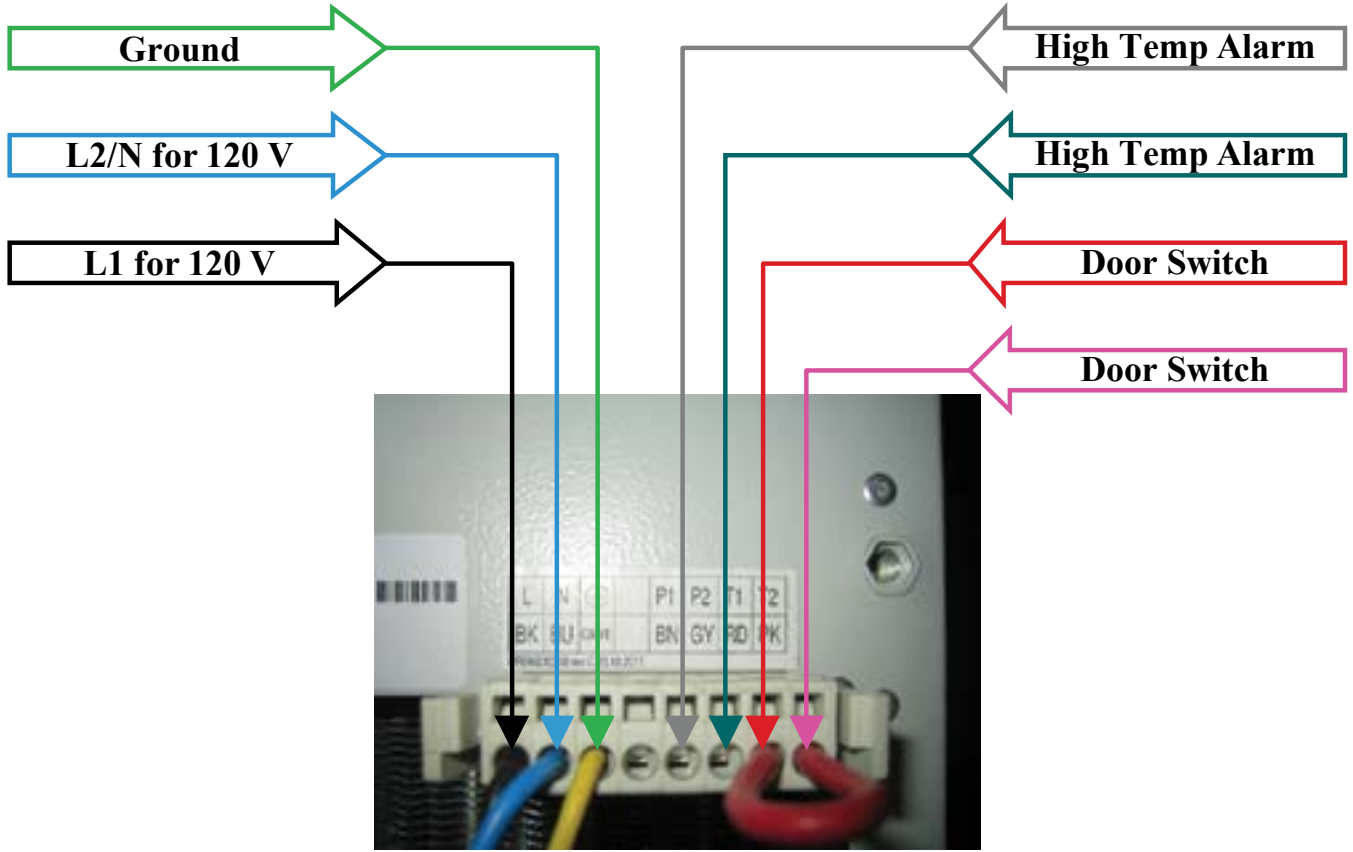 Ground
High Temp Alarm
L2/N for 120 V
High Temp Alarm
L1 for 120 V
Door Switch
Door Switch
L N P1 P2 T1 T2
BK BU BN GY RD PK